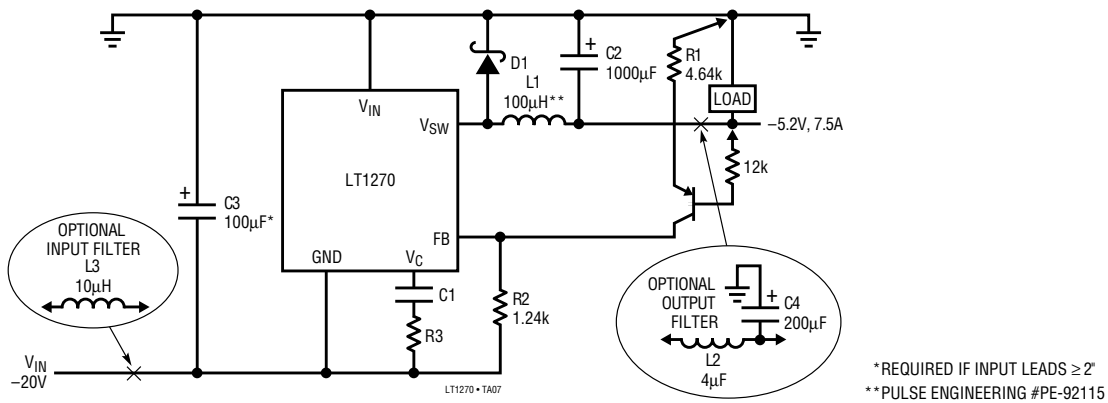 D1
L1
100μH**
C2
1000μF
R1
4.64k
LOAD
–5.2V, 7.5A
12k
VIN
VSW
LT1270
FB
GND
VC
C3
100μF*
OPTIONAL
INPUT FILTER
L3
10μH
C1
R3
R2
1.24k
OPTIONAL
OUTPUT
FILTER
C4
200μF
L2
4μF
VIN
–20V
LT1270 • TA07
*REQUIRED IF INPUT LEADS ≥ 2"
**PULSE ENGINEERING #PE-92115